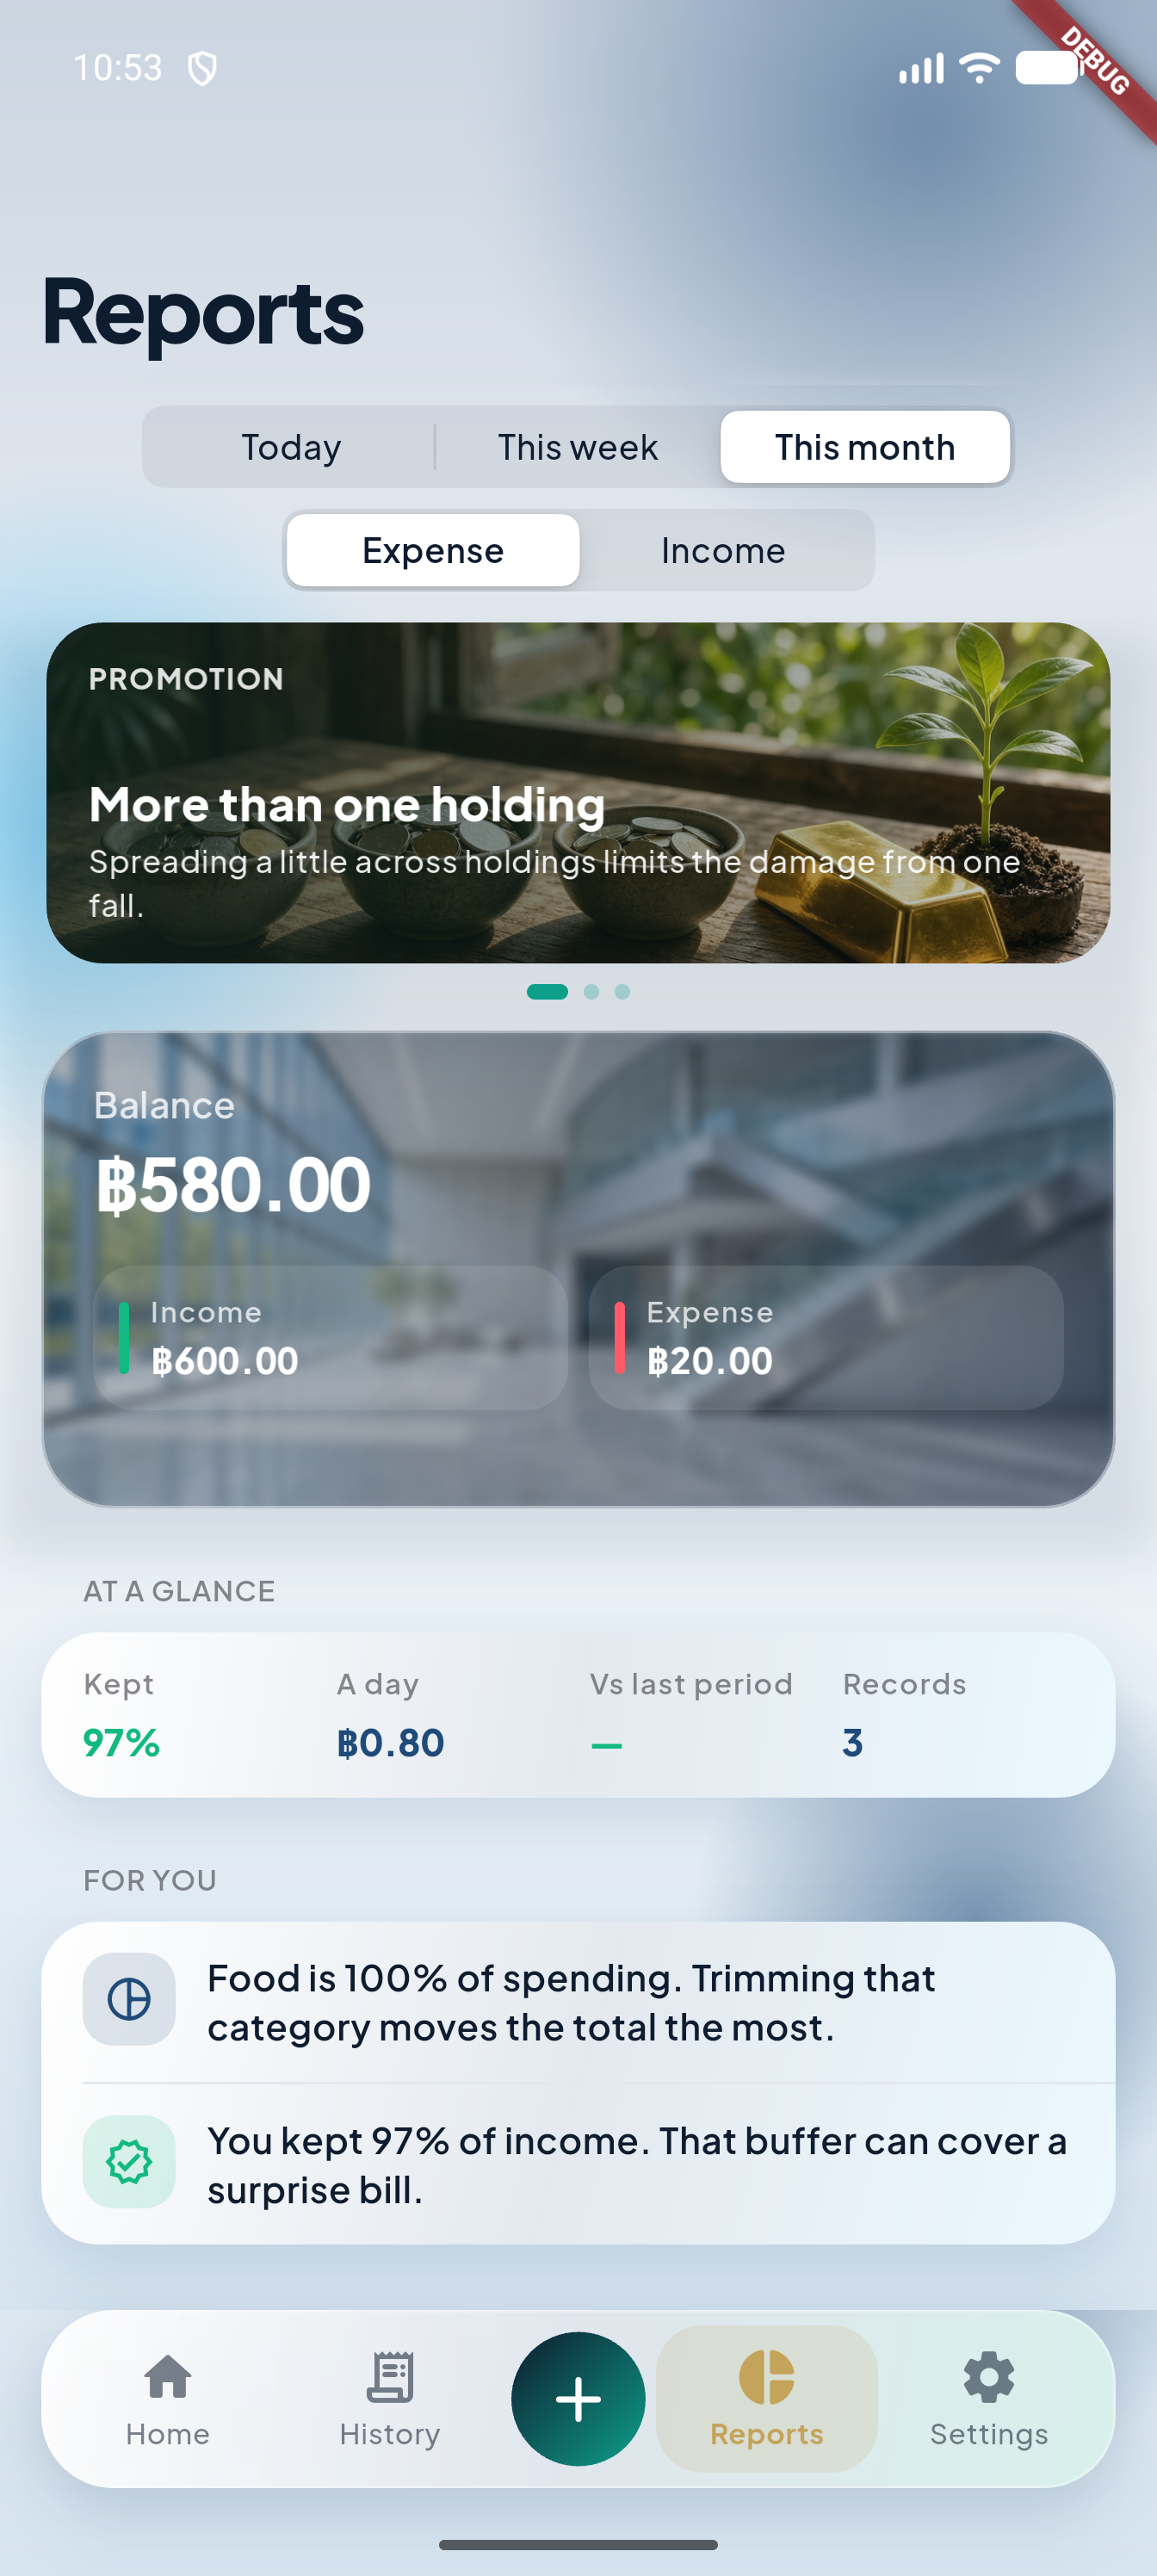 10:53
DEBUG
Reports
Today This week This month
Expense Income
PROMOTION
More than one holding
Spreading a little across holdings limits the damage from one
fall.
Balance
฿580.00
Income Expense
฿600.00 ฿20.00
AT A GLANCE
Kept A day Vs last period Records
97% ฿0.80 — 3
FOR YOU
Food is 100% of spending. Trimming that
category moves the total the most.
You kept 97% of income. That buffer can cover a
surprise bill.
Home History Reports Settings